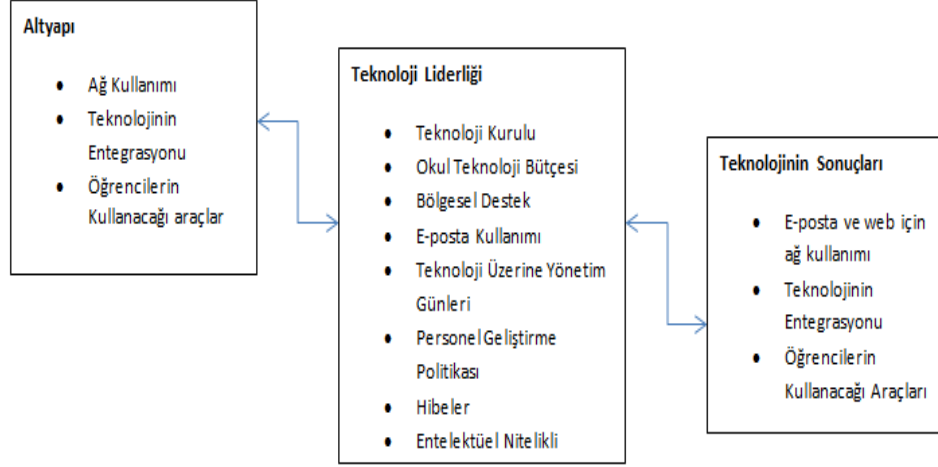 Altyapı
• Ağ Kullanımı
• Teknolojinin
Entegrasyonu
• Öğrencilerin
Kullanacağı araçlar
Teknoloji Liderliği
• Teknoloji Kurulu
• Okul Teknoloji Bütçesi
• Bölgesel Destek
• E-posta Kullanımı
• Teknoloji Üzerine Yönetim
Günleri
• Personel Geliştirme
Politikası
• Hibeler
• Entelektüel Nitelikli
Teknolojinin Sonuçları
• E-posta ve web için
ağ kullanımı
• Teknolojinin
Entegrasyonu
• Öğrencilerin
Kullanacağı Araçları